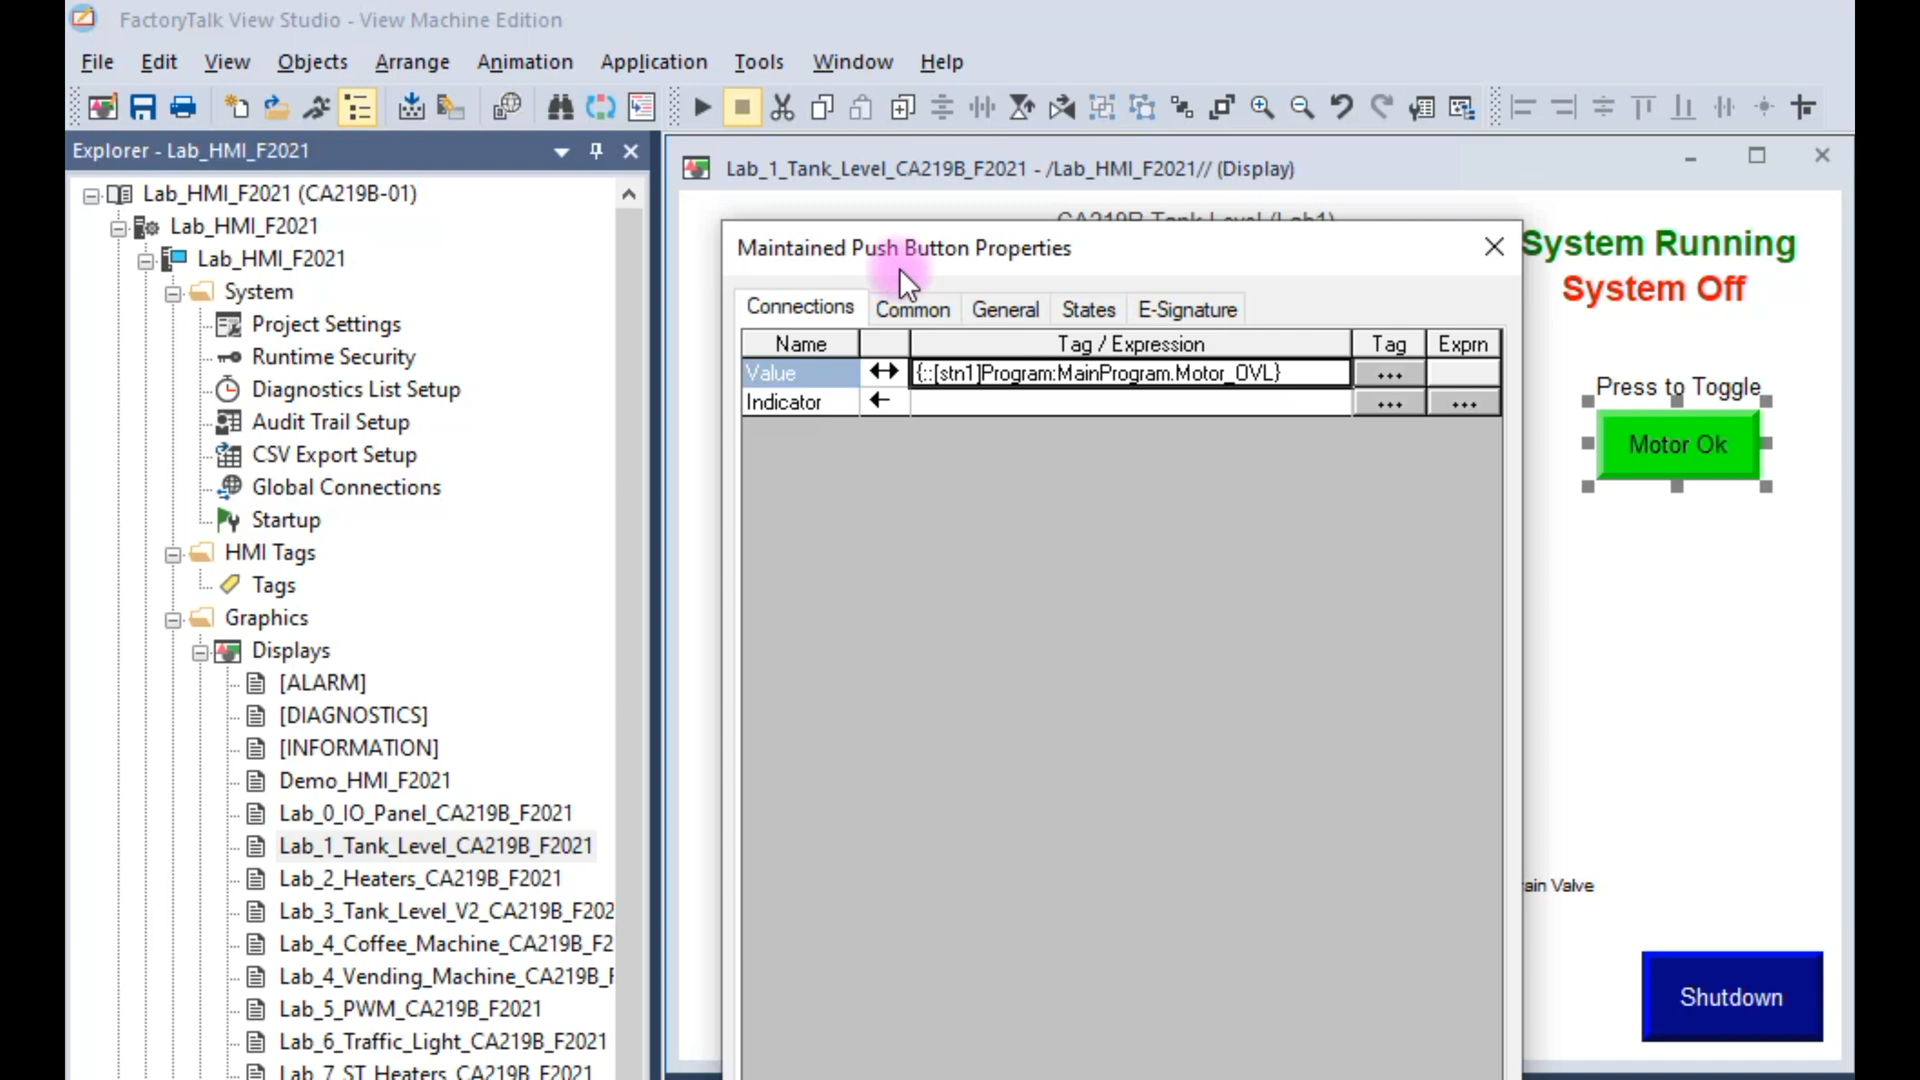 FactoryTalk View Studio - View Machine Edition
File Edit View Objects Arrange Animation Application Tools Window Help
Explorer - Lab_HMI_F2021
Lab_HMI_F2021 (CA219B-01)
Lab_HMI_F2021
Lab_HMI_F2021
System
Project Settings
Runtime Security
Diagnostics List Setup
Audit Trail Setup
CSV Export Setup
Global Connections
Startup
HMI Tags
Tags
Graphics
Displays
[ALARM]
[DIAGNOSTICS]
[INFORMATION]
Demo_HMI_F2021
Lab_0_IO_Panel_CA219B_F2021
Lab_1_Tank_Level_CA219B_F2021
Lab_2_Heaters_CA219B_F2021
Lab_3_Tank_Level_V2_CA219B_F202
Lab_4_Coffee_Machine_CA219B_F2
Lab_4_Vending_Machine_CA219B_F
Lab_5_PWM_CA219B_F2021
Lab_6_Traffic_Light_CA219B_F2021
Lab_7_ST_Heaters_CA219B_F2021
Lab_1_Tank_Level_CA219B_F2021 - /Lab_HMI_F2021// (Display)
CA219B Tank Level (Lab1)
Maintained Push Button Properties
Connections Common General States E-Signature
Name Tag / Expression Tag Exprn
Value {::[stn1]Program:MainProgram.Motor_OVL} ...
Indicator ... ...
System Running
System Off
Press to Toggle
Motor Ok
ain Valve
Shutdown